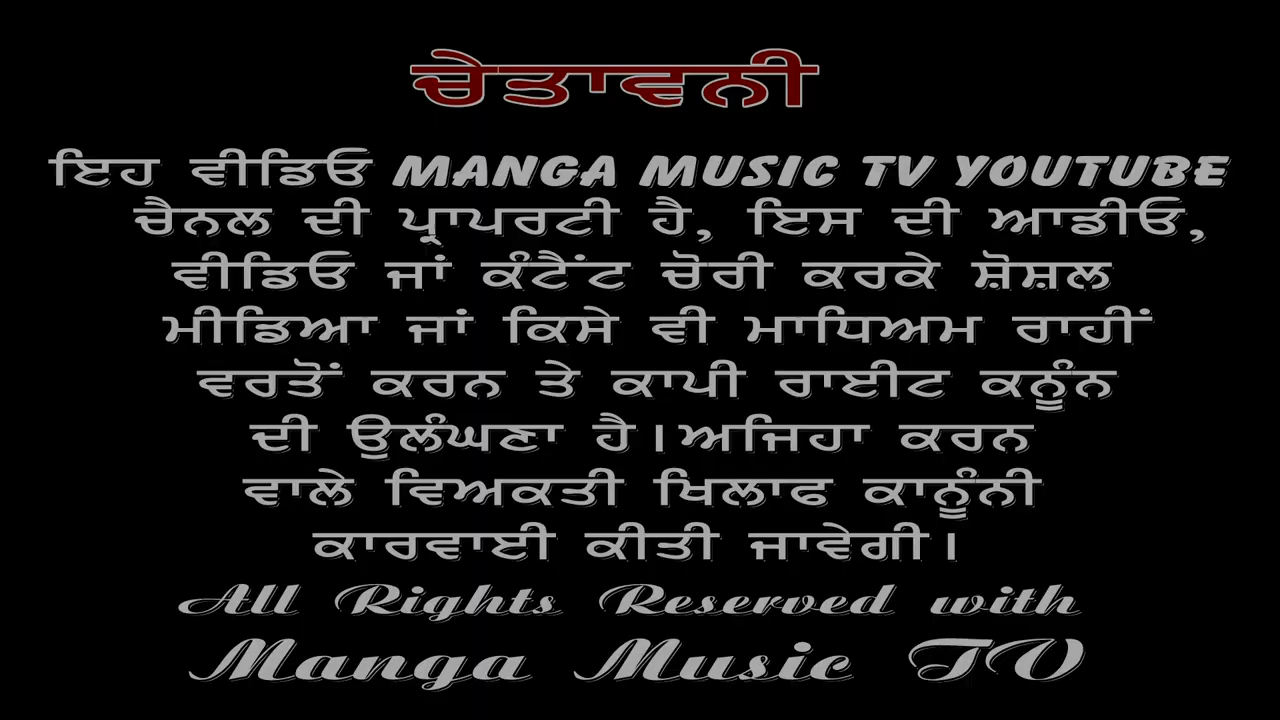 ਚੇਤਾਵਨੀ
ਇਹ ਵੀਡਿਓ MANGA MUSIC TV YOUTUBE
ਚੈਨਲ ਦੀ ਪ੍ਰਾਪਰਟੀ ਹੈ, ਇਸ ਦੀ ਆਡੀਓ,
ਵੀਡਿਓ ਜਾਂ ਕੰਟੈਂਟ ਚੋਰੀ ਕਰਕੇ ਸ਼ੋਸ਼ਲ
ਮੀਡਿਆ ਜਾਂ ਕਿਸੇ ਵੀ ਮਾਧਿਅਮ ਰਾਹੀਂ
ਵਰਤੋਂ ਕਰਨ ਤੇ ਕਾਪੀ ਰਾਈਟ ਕਨੂੰਨ
ਦੀ ਉਲੰਘਣਾ ਹੈ।ਅਜਿਹਾ ਕਰਨ
ਵਾਲੇ ਵਿਅਕਤੀ ਖਿਲਾਫ ਕਾਨੂੰਨੀ
ਕਾਰਵਾਈ ਕੀਤੀ ਜਾਵੇਗੀ।
All Rights Reserved with
Manga Music TV